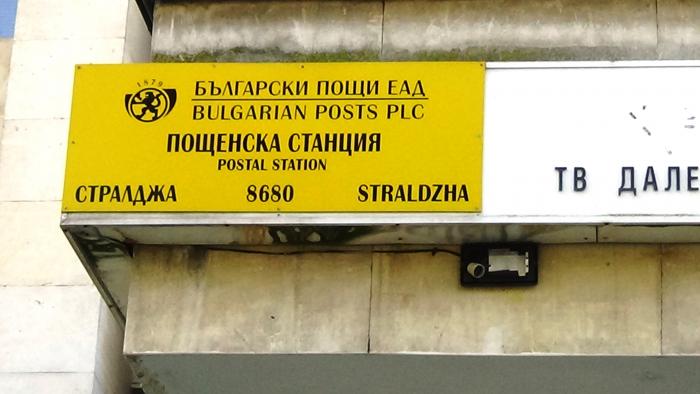 1879
БЪЛГАРСКИ ПОЩИ ЕАД
BULGARIAN POSTS PLC
ПОЩЕНСКА СТАНЦИЯ
POSTAL STATION
СТРАЛДЖА 8680 STRALDZHA
ТВ ДАЛЕ